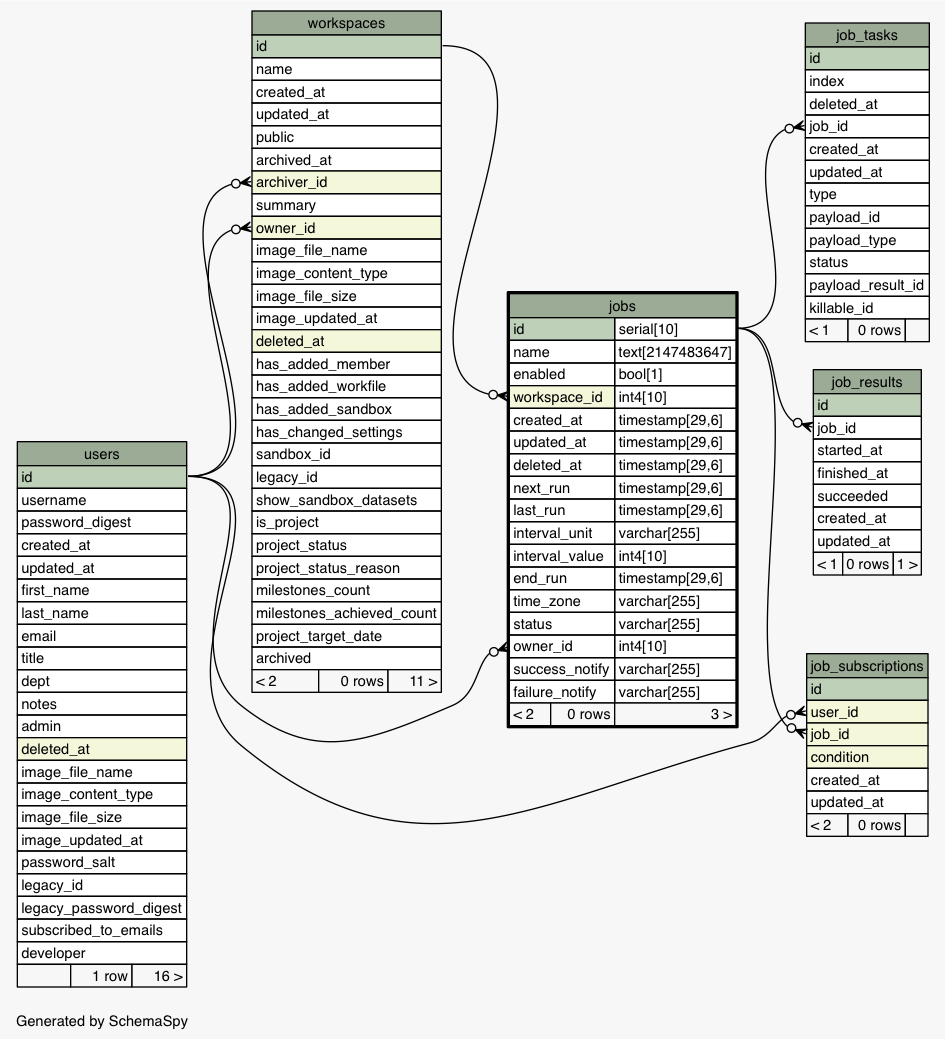 workspaces
id
name
created_at
updated_at
public
archived_at
archiver_id
summary
owner_id
image_file_name
image_content_type
image_file_size
image_updated_at
deleted_at
has_added_member
has_added_workfile
has_added_sandbox
has_changed_settings
sandbox_id
legacy_id
show_sandbox_datasets
is_project
project_status
project_status_reason
milestones_count
milestones_achieved_count
project_target_date
archived
< 2 0 rows 11 >
job_tasks
id
index
deleted_at
job_id
created_at
updated_at
type
payload_id
payload_type
status
payload_result_id
killable_id
< 1 0 rows
jobs
id serial[10]
name text[2147483647]
enabled bool[1]
workspace_id int4[10]
created_at timestamp[29,6]
updated_at timestamp[29,6]
deleted_at timestamp[29,6]
next_run timestamp[29,6]
last_run timestamp[29,6]
interval_unit varchar[255]
interval_value int4[10]
end_run timestamp[29,6]
time_zone varchar[255]
status varchar[255]
owner_id int4[10]
success_notify varchar[255]
failure_notify varchar[255]
< 2 0 rows 3 >
job_results
id
job_id
started_at
finished_at
succeeded
created_at
updated_at
< 1 0 rows 1 >
users
id
username
password_digest
created_at
updated_at
first_name
last_name
email
title
dept
notes
admin
deleted_at
image_file_name
image_content_type
image_file_size
image_updated_at
password_salt
legacy_id
legacy_password_digest
subscribed_to_emails
developer
1 row 16 >
job_subscriptions
id
user_id
job_id
condition
created_at
updated_at
< 2 0 rows
Generated by SchemaSpy